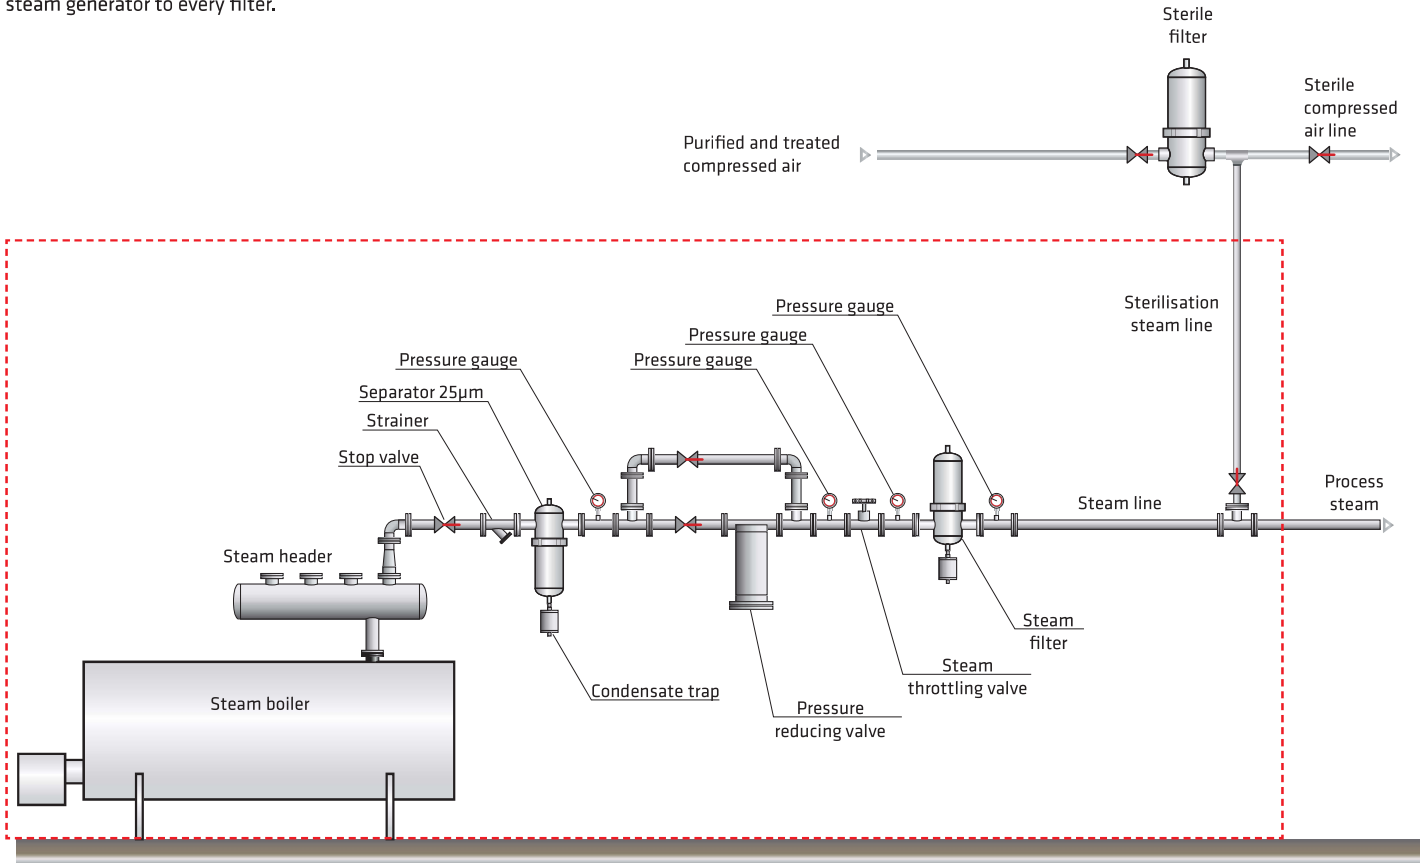 steam generator to every filter.
Sterile
filter
Sterile
compressed
air line
Purified and treated
compressed air
Sterilisation
steam line
Pressure gauge
Pressure gauge
Pressure gauge
Pressure gauge
Separator 25µm
Strainer
Stop valve
Process
steam
Steam line
Steam header
Steam
filter
Steam
throttling valve
Condensate trap
Steam boiler
Pressure
reducing valve